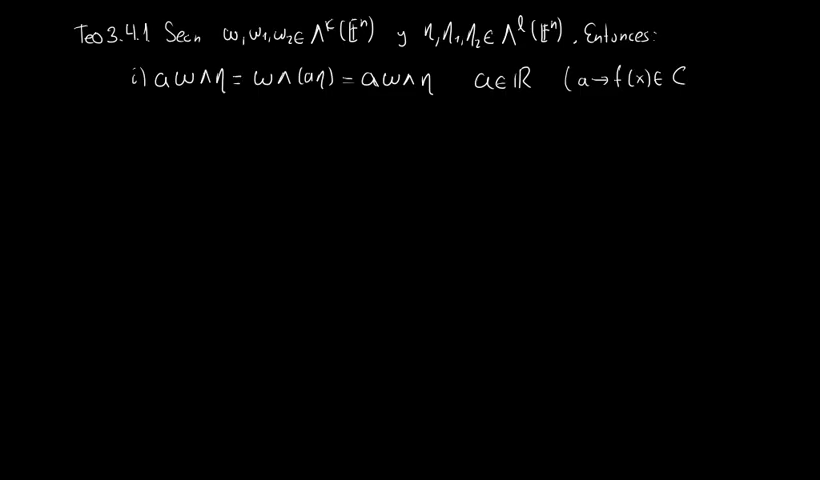 Teo 3.4.1 Sean ω, ω₁, ω₂ ∈ Λᵏ(𝔼ⁿ) y η, η₁, η₂ ∈ Λˡ(𝔼ⁿ). Entonces:
i) aω∧η = ω∧(aη) = aω∧η a∈ℝ (a→f(x)∈C